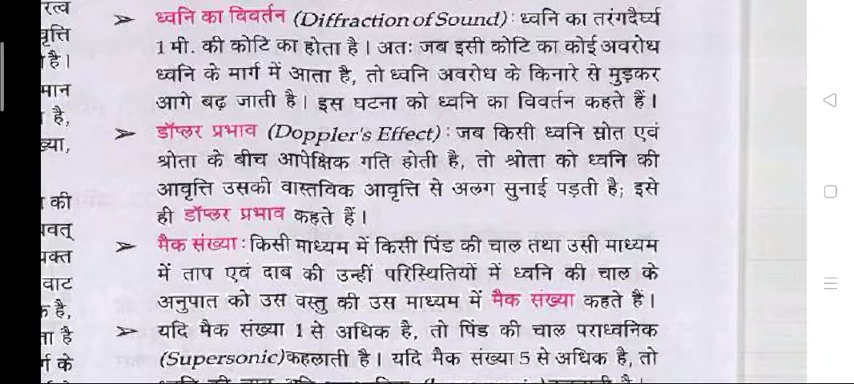 रत्व
वृत्ति
है।
मान
है,
ख्या,
की
ववत्
क्त
वाट
है,
ता है
के
➢ ध्वनि का विवर्तन (Diffraction of Sound) : ध्वनि का तरंगदैर्घ्य
1 मी. की कोटि का होता है। अतः जब इसी कोटि का कोई अवरोध
ध्वनि के मार्ग में आता है, तो ध्वनि अवरोध के किनारे से मुड़कर
आगे बढ़ जाती है। इस घटना को ध्वनि का विवर्तन कहते हैं।
➢ डॉप्लर प्रभाव (Doppler's Effect) : जब किसी ध्वनि स्रोत एवं
श्रोता के बीच आपेक्षिक गति होती है, तो श्रोता को ध्वनि की
आवृत्ति उसकी वास्तविक आवृत्ति से अलग सुनाई पड़ती है; इसे
ही डॉप्लर प्रभाव कहते हैं।
➢ मैक संख्या : किसी माध्यम में किसी पिंड की चाल तथा उसी माध्यम
में ताप एवं दाब की उन्हीं परिस्थितियों में ध्वनि की चाल के
अनुपात को उस वस्तु की उस माध्यम में मैक संख्या कहते हैं।
➢ यदि मैक संख्या 1 से अधिक है, तो पिंड की चाल पराध्वनिक
(Supersonic) कहलाती है। यदि मैक संख्या 5 से अधिक है, तो